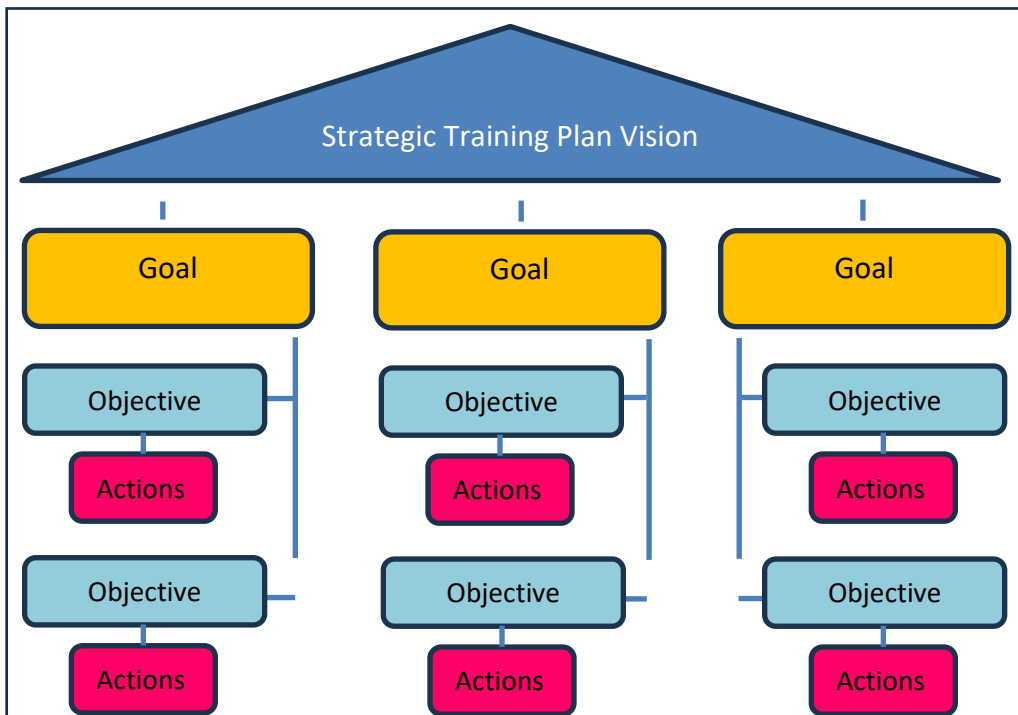 Strategic Training Plan Vision
Goal
Goal
Goal
Objective
Objective
Objective
Actions
Actions
Actions
Objective
Objective
Objective
Actions
Actions
Actions